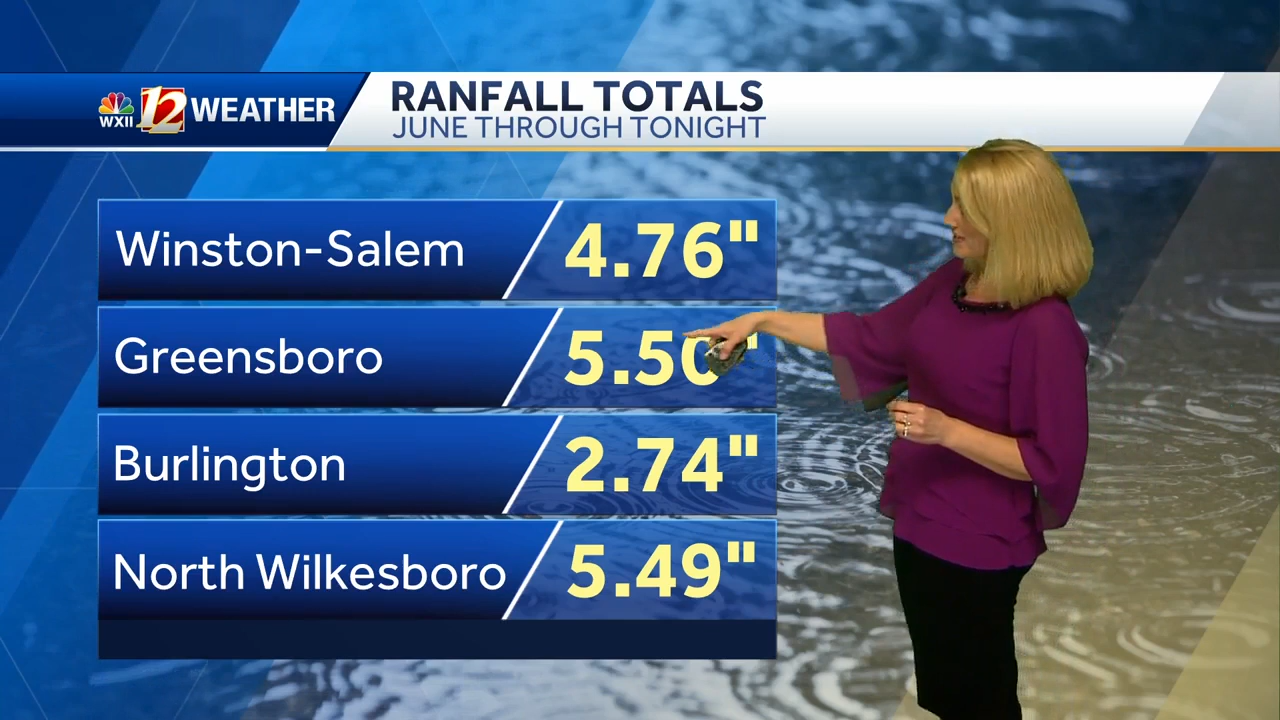 WXII 12 WEATHER
RANFALL TOTALS
JUNE THROUGH TONIGHT
Winston-Salem 4.76"
Greensboro 5.50"
Burlington 2.74"
North Wilkesboro 5.49"